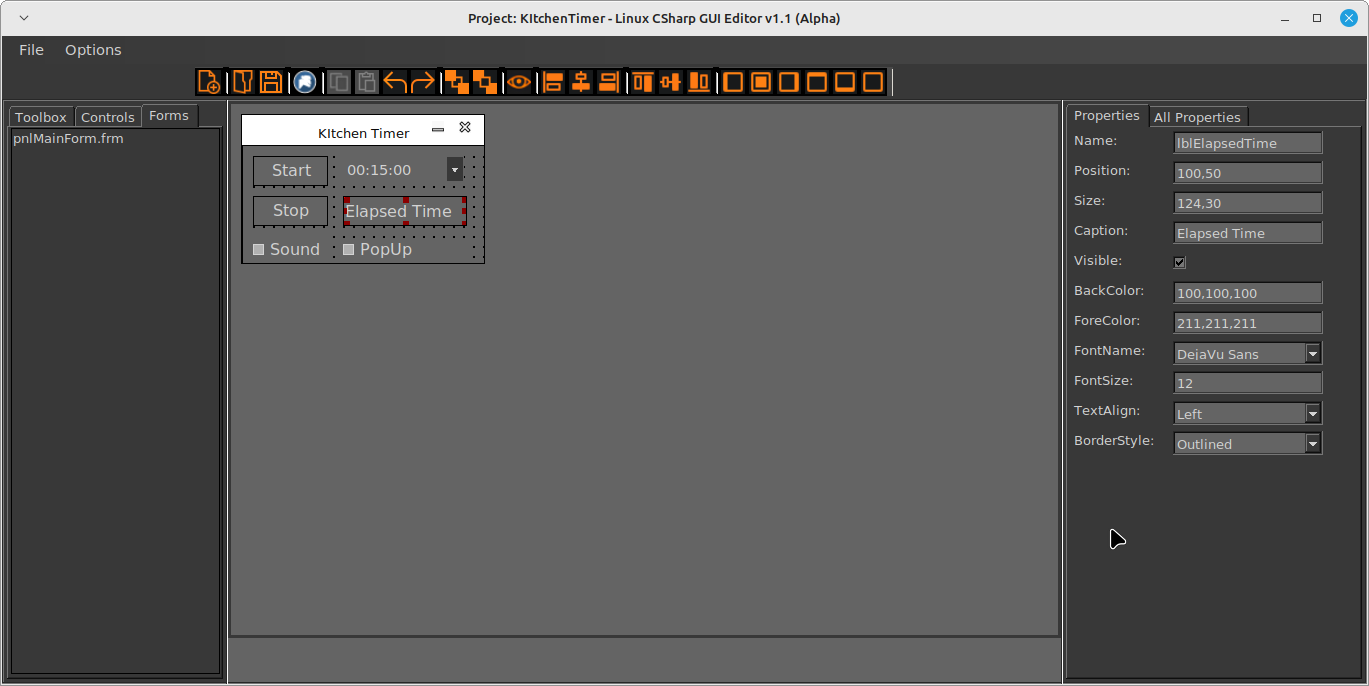 Project: KItchenTimer - Linux CSharp GUI Editor v1.1 (Alpha)
File Options
Toolbox Controls Forms
pnlMainForm.frm
KItchen Timer
Start 00:15:00
Stop Elapsed Time
Sound PopUp
Properties All Properties
Name: lblElapsedTime
Position: 100,50
Size: 124,30
Caption: Elapsed Time
Visible:
BackColor: 100,100,100
ForeColor: 211,211,211
FontName: DejaVu Sans
FontSize: 12
TextAlign: Left
BorderStyle: Outlined